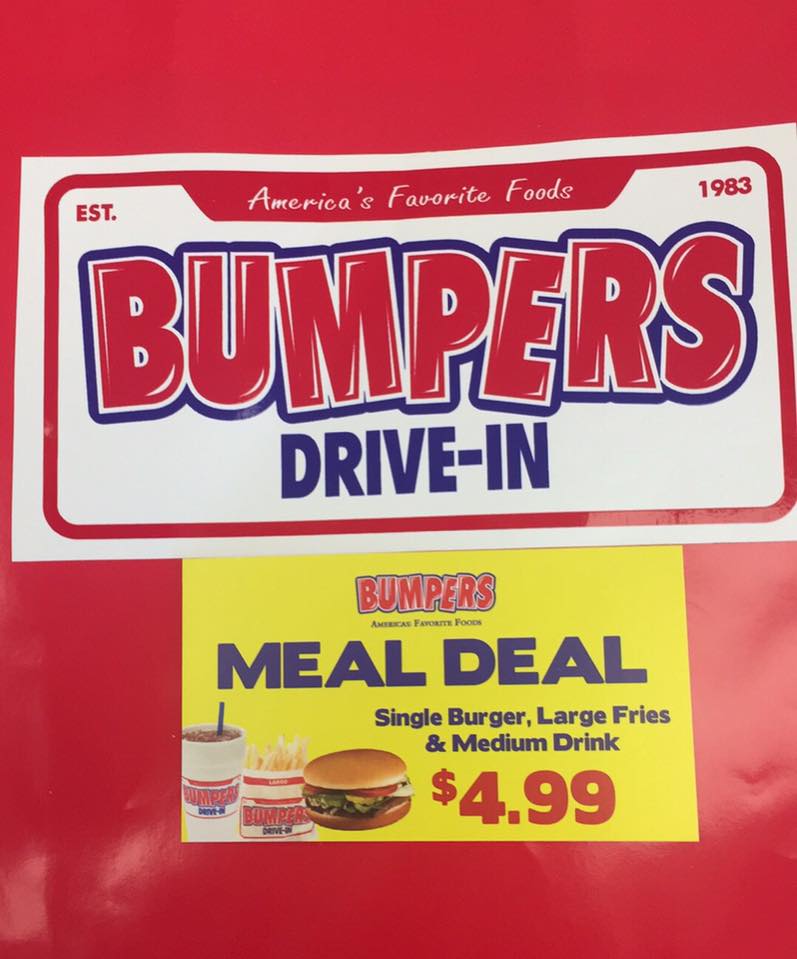 EST.
America's Favorite Foods
1983
BUMPERS
DRIVE-IN
BUMPERS
AMERICAS FAVORITE FOODS
MEAL DEAL
Single Burger, Large Fries
& Medium Drink
$4.99
BUMPERS
DRIVE-IN
LARGE
BUMPERS
DRIVE-IN